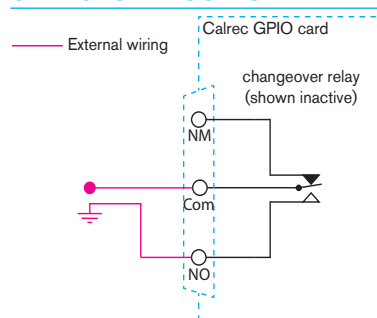 Calrec GPIO card
External wiring
changeover relay
(shown inactive)
NM
Com
NO